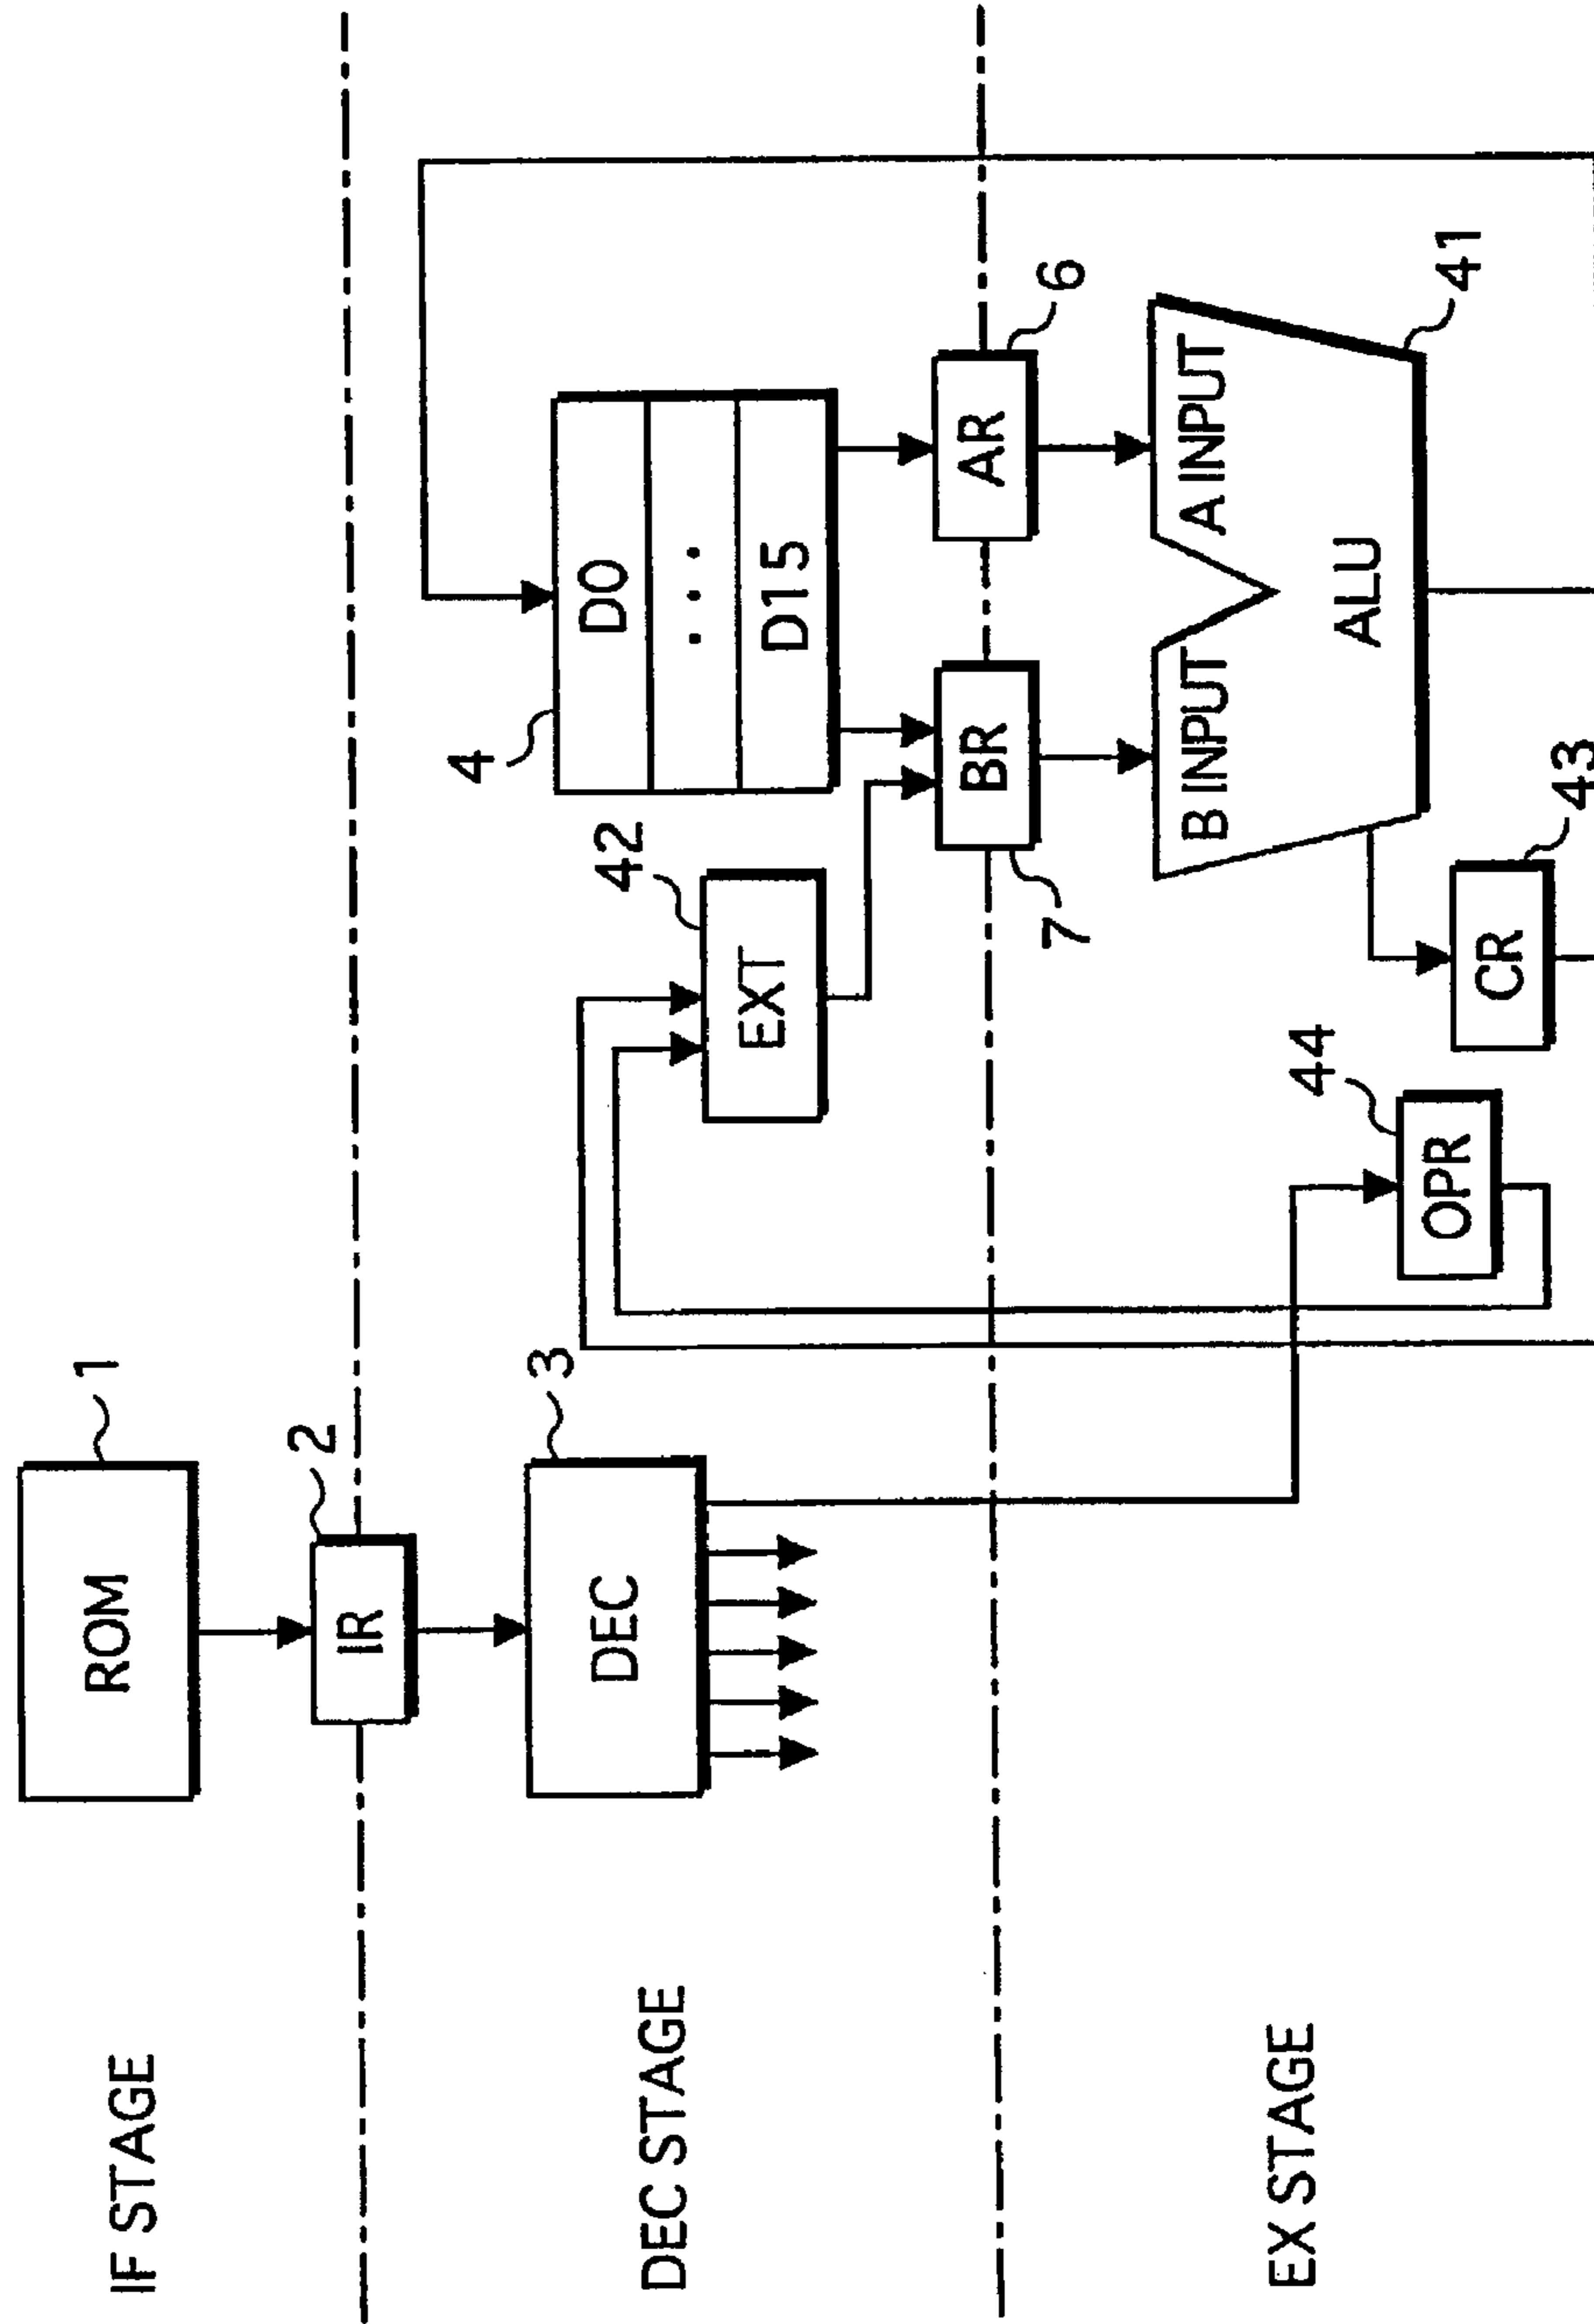 IF STAGE
ROM
1
IR
2
DEC STAGE
DEC
3
EXT
42
4
D0
...
D15
BR
7
AR
6
EX STAGE
OPR
44
CR
43
B INPUT
A INPUT
ALU
41